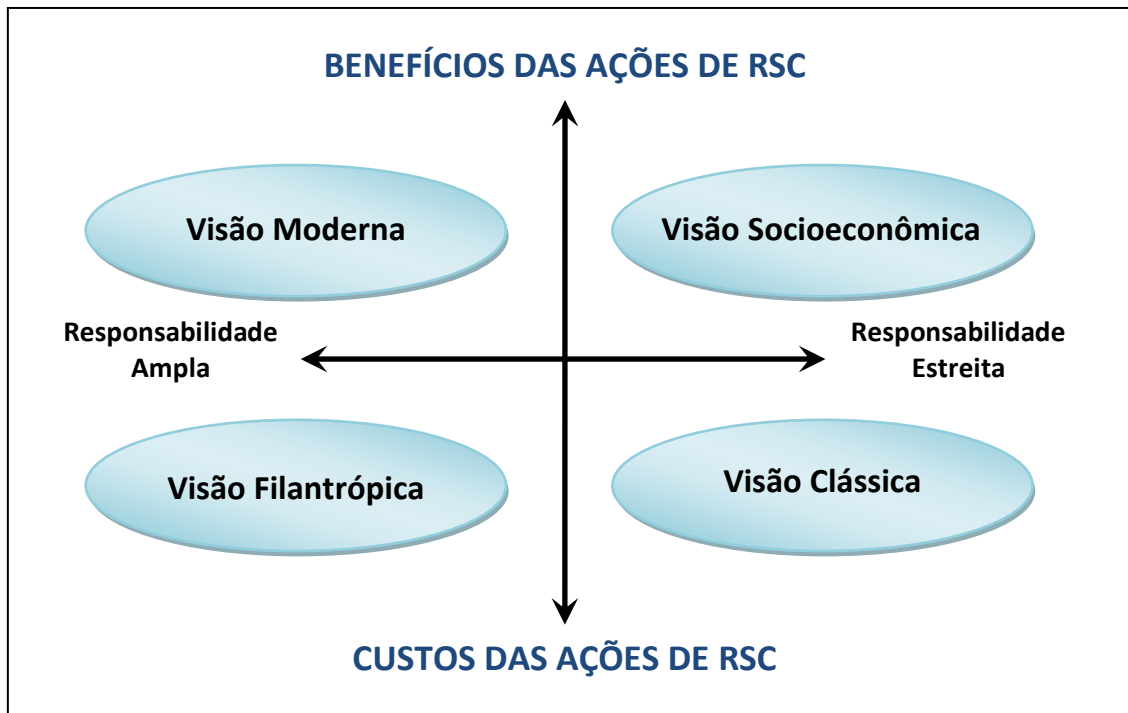 BENEFÍCIOS DAS AÇÕES DE RSC
Visão Moderna
Visão Socioeconômica
Responsabilidade
Ampla
Responsabilidade
Estreita
Visão Filantrópica
Visão Clássica
CUSTOS DAS AÇÕES DE RSC